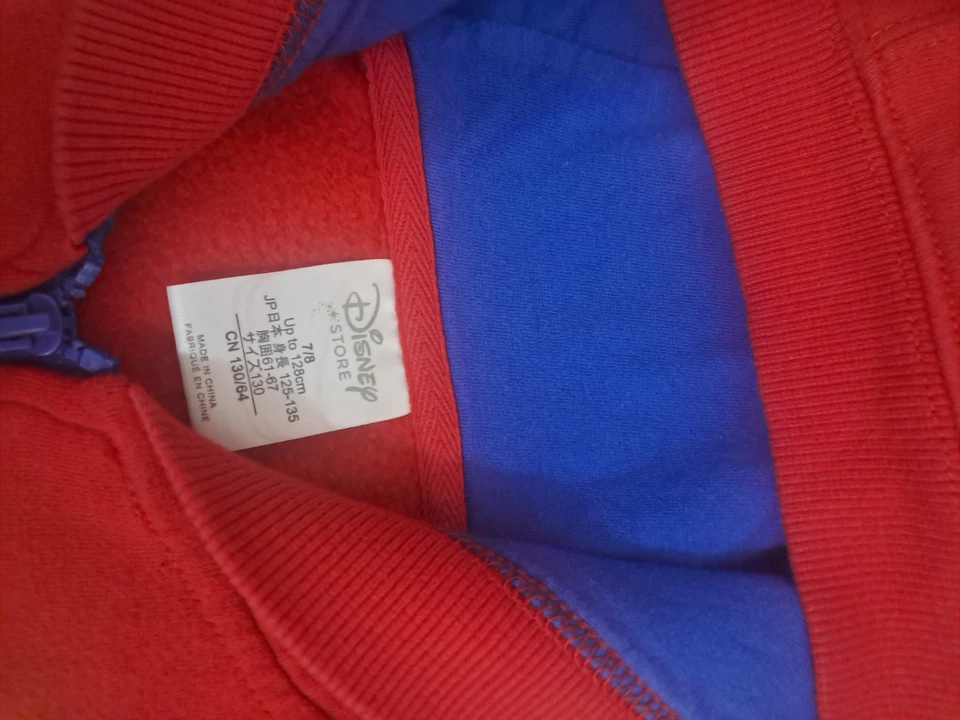 Disney
STORE
7/8
Up to 128cm
JP日本 身長 125-135
胸囲61-67
サイズ130
CN 130/64
MADE IN CHINA
FABRIQUÉ EN CHINE